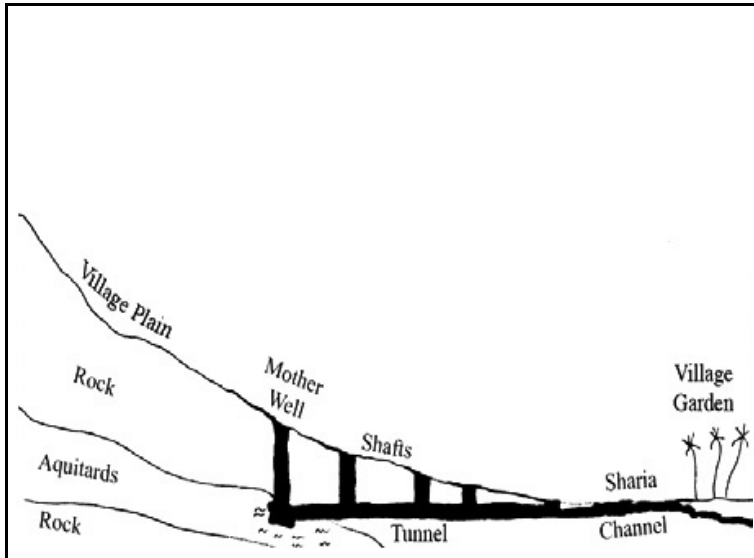 Village Plain
Mother
Well
Rock
Shafts
Village
Garden
Aquitards
Sharia
Rock
Tunnel
Channel